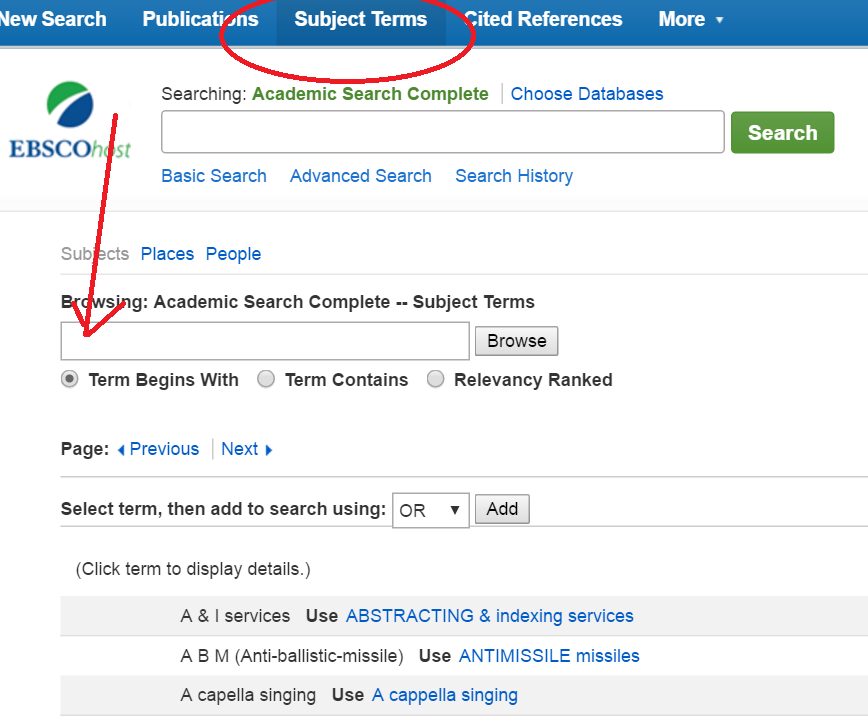 New Search Publications Subject Terms Cited References More
Searching: Academic Search Complete Choose Databases
EBSCOhost
Search
Basic Search Advanced Search Search History
Subjects Places People
Browsing: Academic Search Complete -- Subject Terms
Browse
Term Begins With Term Contains Relevancy Ranked
Page: Previous Next
Select term, then add to search using: OR Add
(Click term to display details.)
A & I services Use ABSTRACTING & indexing services
A B M (Anti-ballistic-missile) Use ANTIMISSILE missiles
A capella singing Use A cappella singing